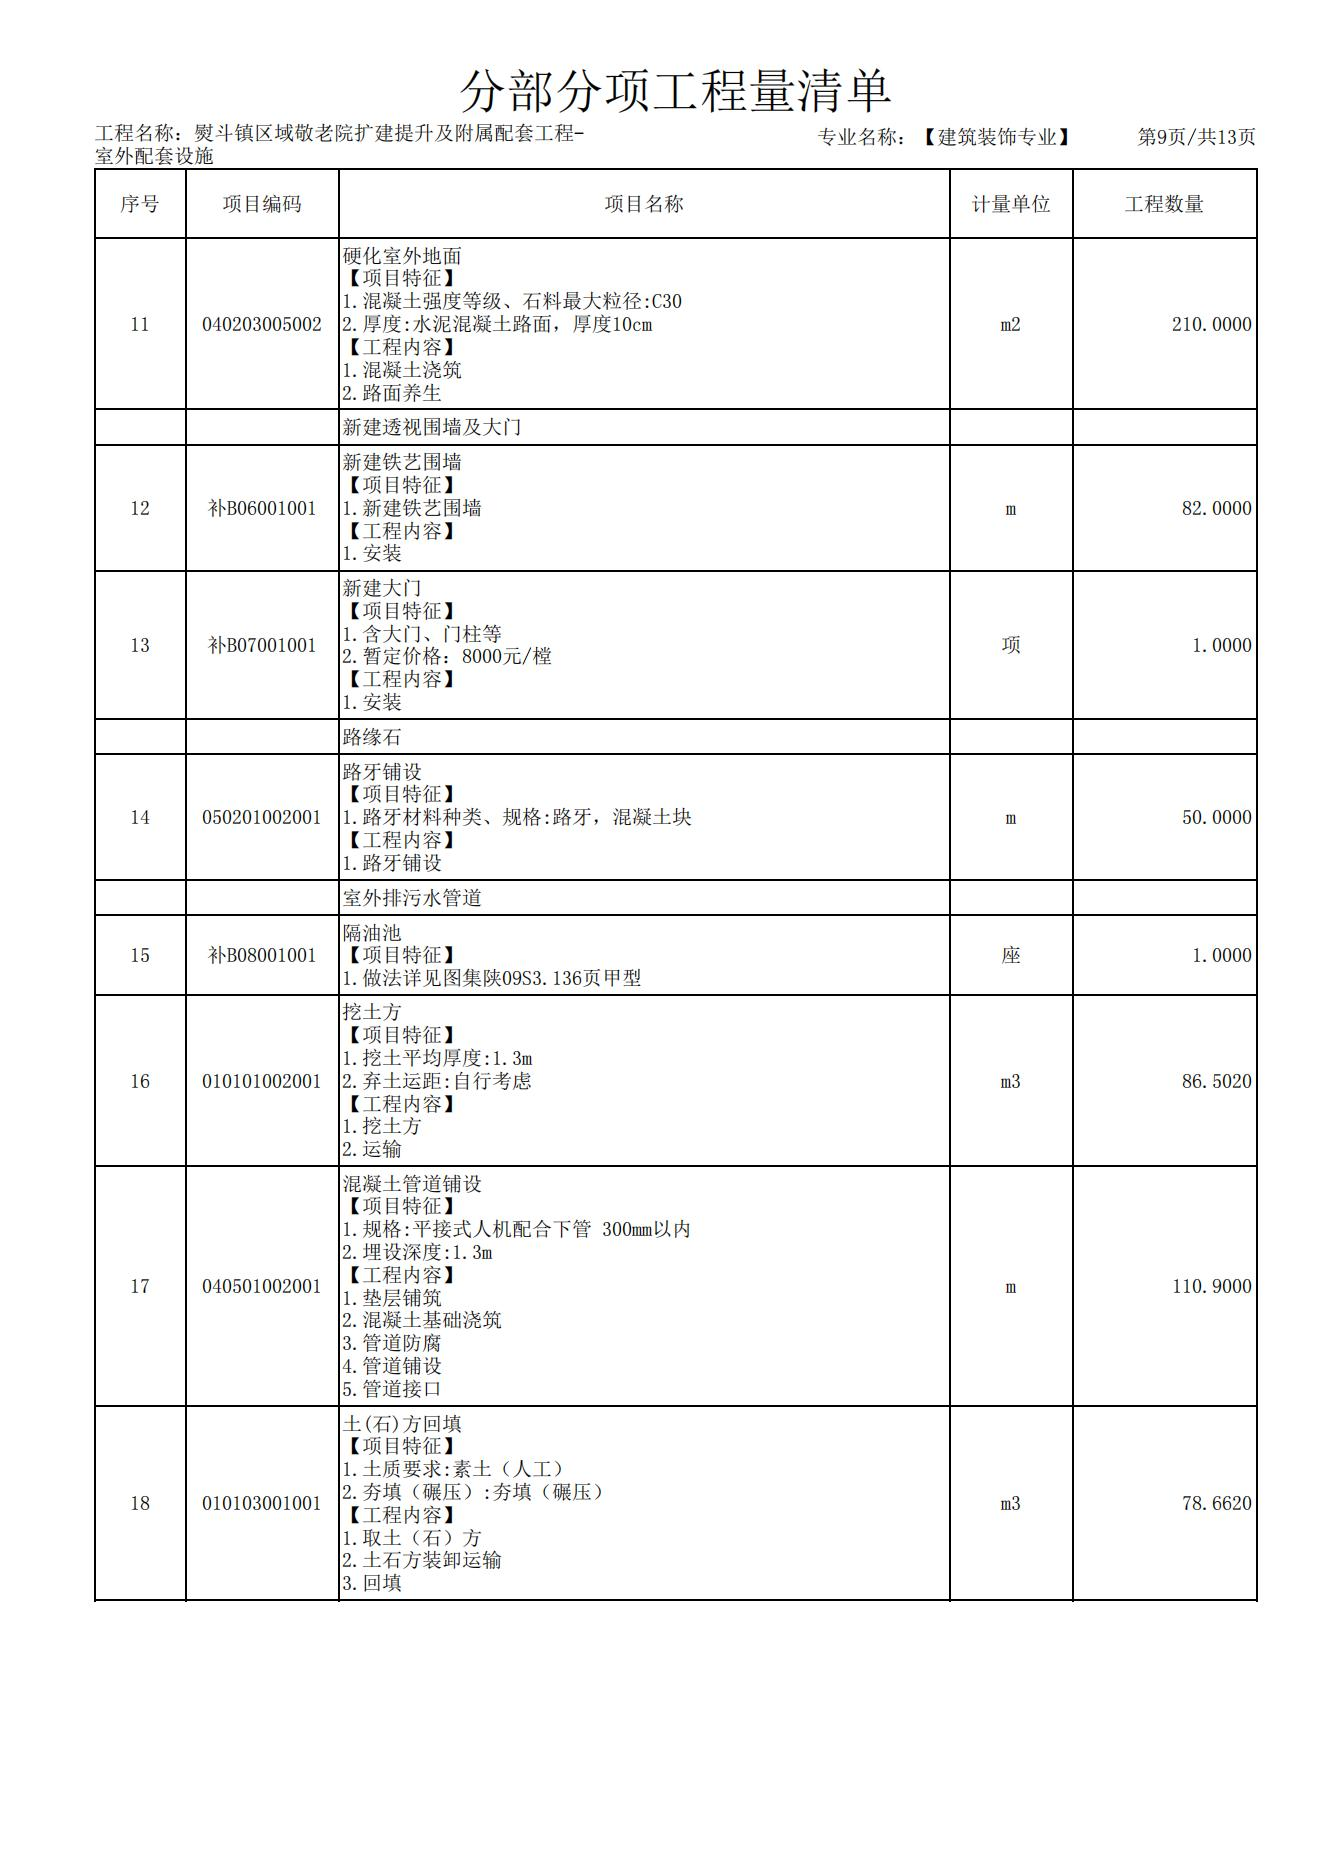 分部分项工程量清单
工程名称：熨斗镇区域敬老院扩建提升及附属配套工程-
室外配套设施
专业名称：【建筑装饰专业】
第9页/共13页
序号 项目编码 项目名称 计量单位 工程数量
硬化室外地面
【项目特征】
1.混凝土强度等级、石料最大粒径:C30
11 040203005002 2.厚度:水泥混凝土路面，厚度10cm m2 210.0000
【工程内容】
1.混凝土浇筑
2.路面养生
新建透视围墙及大门
新建铁艺围墙
【项目特征】
12 补B06001001 1.新建铁艺围墙 m 82.0000
【工程内容】
1.安装
新建大门
【项目特征】
1.含大门、门柱等
13 补B07001001 项 1.0000
2.暂定价格：8000元/樘
【工程内容】
1.安装
路缘石
路牙铺设
【项目特征】
14 050201002001 1.路牙材料种类、规格:路牙，混凝土块 m 50.0000
【工程内容】
1.路牙铺设
室外排污水管道
隔油池
15 补B08001001 【项目特征】 座 1.0000
1.做法详见图集陕09S3.136页甲型
挖土方
【项目特征】
1.挖土平均厚度:1.3m
16 010101002001 2.弃土运距:自行考虑 m3 86.5020
【工程内容】
1.挖土方
2.运输
混凝土管道铺设
【项目特征】
1.规格:平接式人机配合下管 300mm以内
2.埋设深度:1.3m
【工程内容】
17 040501002001 m 110.9000
1.垫层铺筑
2.混凝土基础浇筑
3.管道防腐
4.管道铺设
5.管道接口
土(石)方回填
【项目特征】
1.土质要求:素土（人工）
2.夯填（碾压）:夯填（碾压）
18 010103001001 m3 78.6620
【工程内容】
1.取土（石）方
2.土石方装卸运输
3.回填